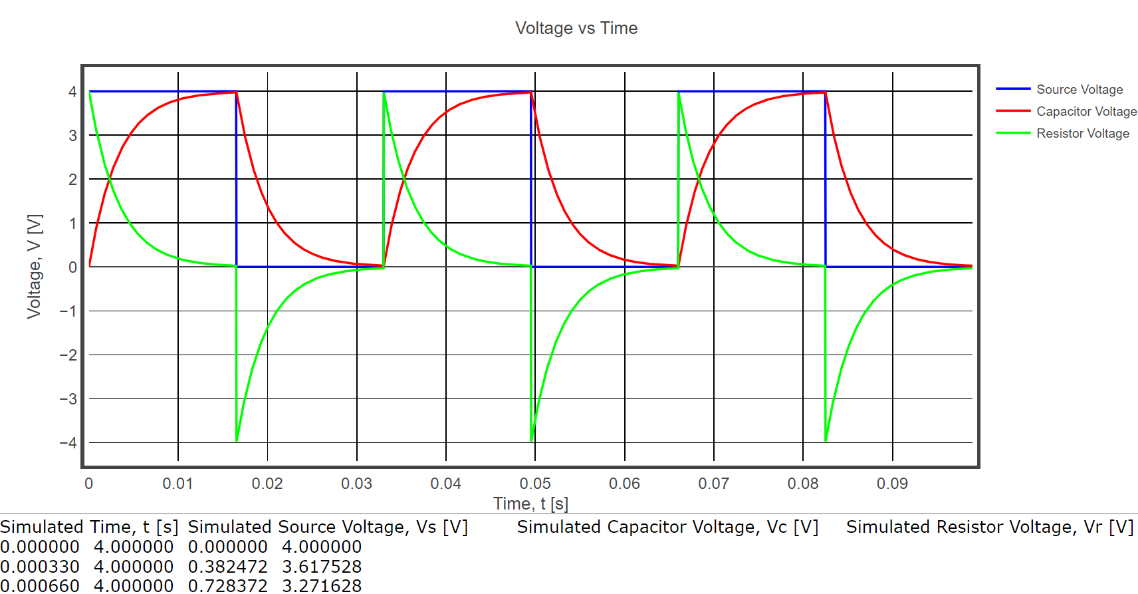 Voltage vs Time
Source Voltage
Capacitor Voltage
Resistor Voltage
Voltage, V [V]
4
3
2
1
0
−1
−2
−3
−4
0 0.01 0.02 0.03 0.04 0.05 0.06 0.07 0.08 0.09
Time, t [s]
Simulated Time, t [s] Simulated Source Voltage, Vs [V] Simulated Capacitor Voltage, Vc [V] Simulated Resistor Voltage, Vr [V]
0.000000 4.000000 0.000000 4.000000
0.000330 4.000000 0.382472 3.617528
0.000660 4.000000 0.728372 3.271628